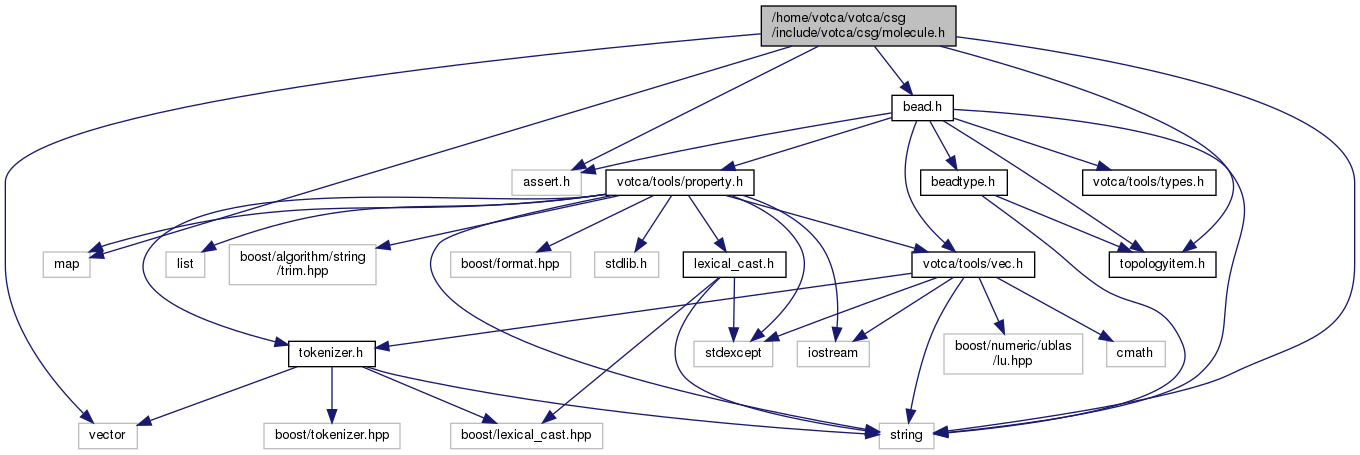 /home/votca/votca/csg
/include/votca/csg/molecule.h
bead.h
assert.h
votca/tools/property.h
beadtype.h
votca/tools/types.h
map
list
boost/algorithm/string
/trim.hpp
boost/format.hpp
stdlib.h
lexical_cast.h
votca/tools/vec.h
topologyitem.h
tokenizer.h
stdexcept
iostream
boost/numeric/ublas
/lu.hpp
cmath
vector
boost/tokenizer.hpp
boost/lexical_cast.hpp
string